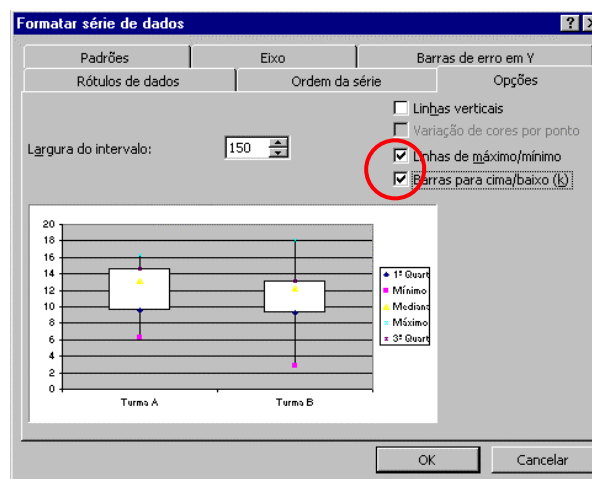 Formatar série de dados
Padrões
Eixo
Barras de erro em Y
Rótulos de dados
Ordem da série
Opções
Linhas verticais
Variação de cores por ponto
Largura do intervalo:
150
Linhas de máximo/mínimo
Barras para cima/baixo (k)
20
18
16
14
12
10
8
6
4
2
0
Turma A
Turma B
1º Quart
Mínimo
Mediana
Máximo
3º Quart
OK
Cancelar